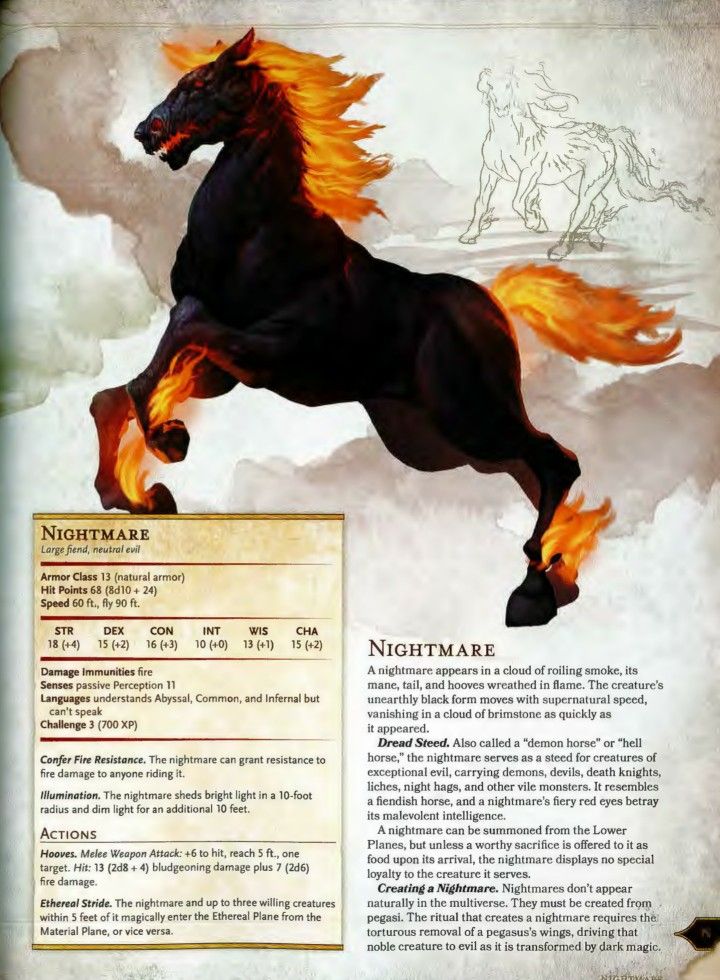 NIGHTMARE
Large fiend, neutral evil
Armor Class 13 (natural armor)
Hit Points 68 (8d10 + 24)
Speed 60 ft., fly 90 ft.
STR DEX CON INT WIS CHA
18 (+4) 15 (+2) 16 (+3) 10 (+0) 13 (+1) 15 (+2)
Damage Immunities fire
Senses passive Perception 11
Languages understands Abyssal, Common, and Infernal but
can't speak
Challenge 3 (700 XP)
Confer Fire Resistance. The nightmare can grant resistance to
fire damage to anyone riding it.
Illumination. The nightmare sheds bright light in a 10-foot
radius and dim light for an additional 10 feet.
ACTIONS
Hooves. Melee Weapon Attack: +6 to hit, reach 5 ft., one
target. Hit: 13 (2d8 + 4) bludgeoning damage plus 7 (2d6)
fire damage.
Ethereal Stride. The nightmare and up to three willing creatures
within 5 feet of it magically enter the Ethereal Plane from the
Material Plane, or vice versa.
NIGHTMARE
A nightmare appears in a cloud of roiling smoke, its
mane, tail, and hooves wreathed in flame. The creature's
unearthly black form moves with supernatural speed,
vanishing in a cloud of brimstone as quickly as
it appeared.
Dread Steed. Also called a "demon horse" or "hell
horse," the nightmare serves as a steed for creatures of
exceptional evil, carrying demons, devils, death knights,
liches, night hags, and other vile monsters. It resembles
a fiendish horse, and a nightmare's fiery red eyes betray
its malevolent intelligence.
A nightmare can be summoned from the Lower
Planes, but unless a worthy sacrifice is offered to it as
food upon its arrival, the nightmare displays no special
loyalty to the creature it serves.
Creating a Nightmare. Nightmares don't appear
naturally in the multiverse. They must be created from
pegasi. The ritual that creates a nightmare requires the
torturous removal of a pegasus's wings, driving that
noble creature to evil as it is transformed by dark magic.
N
NIGHTMARE